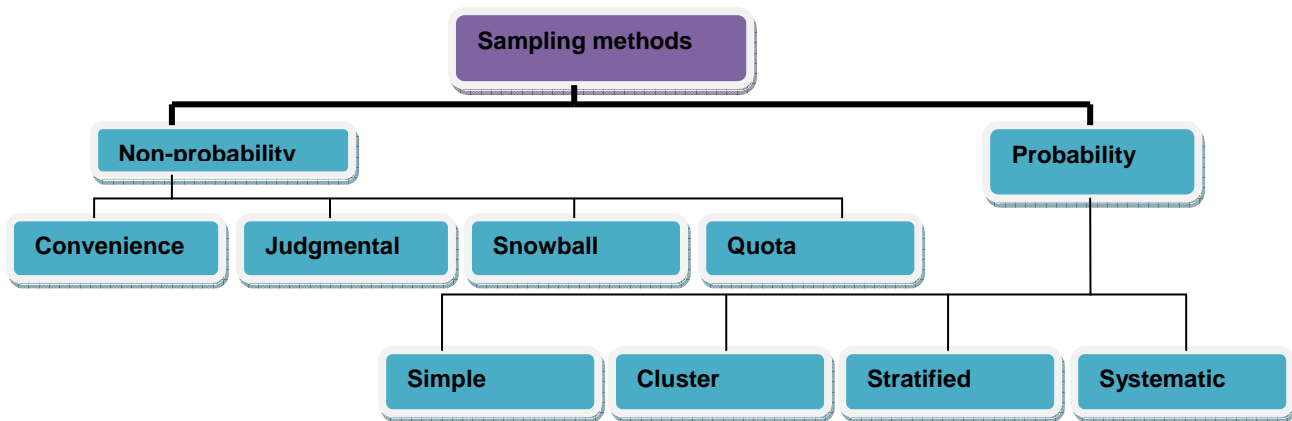 Sampling methods
Non-probability
Probability
Convenience
Judgmental
Snowball
Quota
Simple
Cluster
Stratified
Systematic